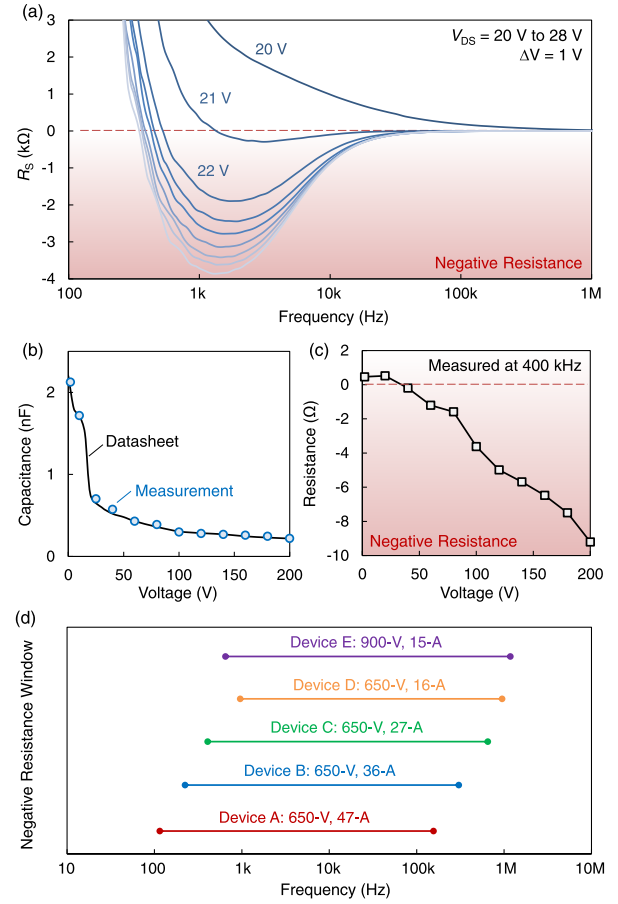 (a)
3
2
1
0
-1
-2
-3
-4
R_S (kΩ)
20 V
21 V
22 V
V_DS = 20 V to 28 V
ΔV = 1 V
Negative Resistance
100 1k 10k 100k 1M
Frequency (Hz)
(b)
2
1
0
Capacitance (nF)
Datasheet
Measurement
0 50 100 150 200
Voltage (V)
(c)
2
0
-2
-4
-6
-8
-10
Resistance (Ω)
Measured at 400 kHz
Negative Resistance
0 50 100 150 200
Voltage (V)
(d)
Negative Resistance Window
Device E: 900-V, 15-A
Device D: 650-V, 16-A
Device C: 650-V, 27-A
Device B: 650-V, 36-A
Device A: 650-V, 47-A
10 100 1k 10k 100k 1M 10M
Frequency (Hz)